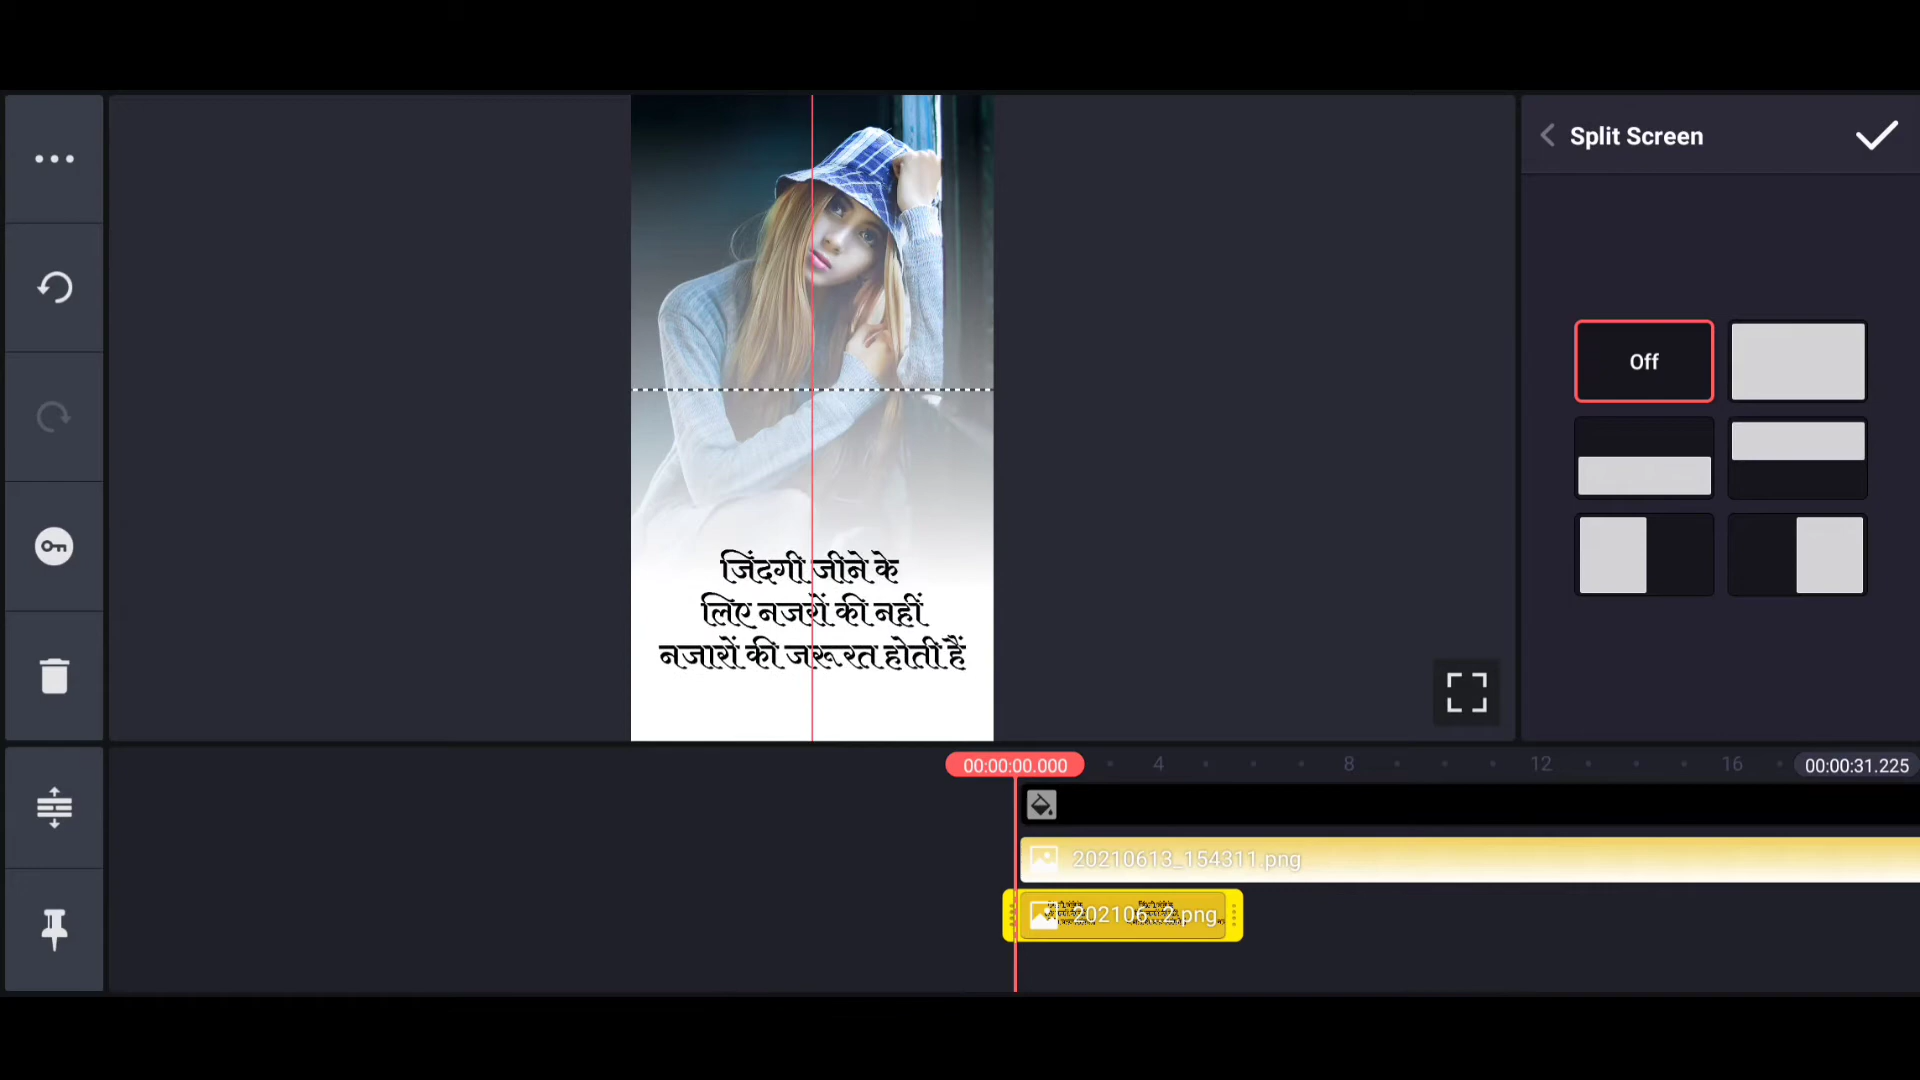 Split Screen
Off
जिंदगी जीने के
लिए नजरों की नहीं
नजारों की जरूरत होती हैं
00:00:00.000
4
8
12
16
00:00:31.225
20210613_154311.png
202106..2.png